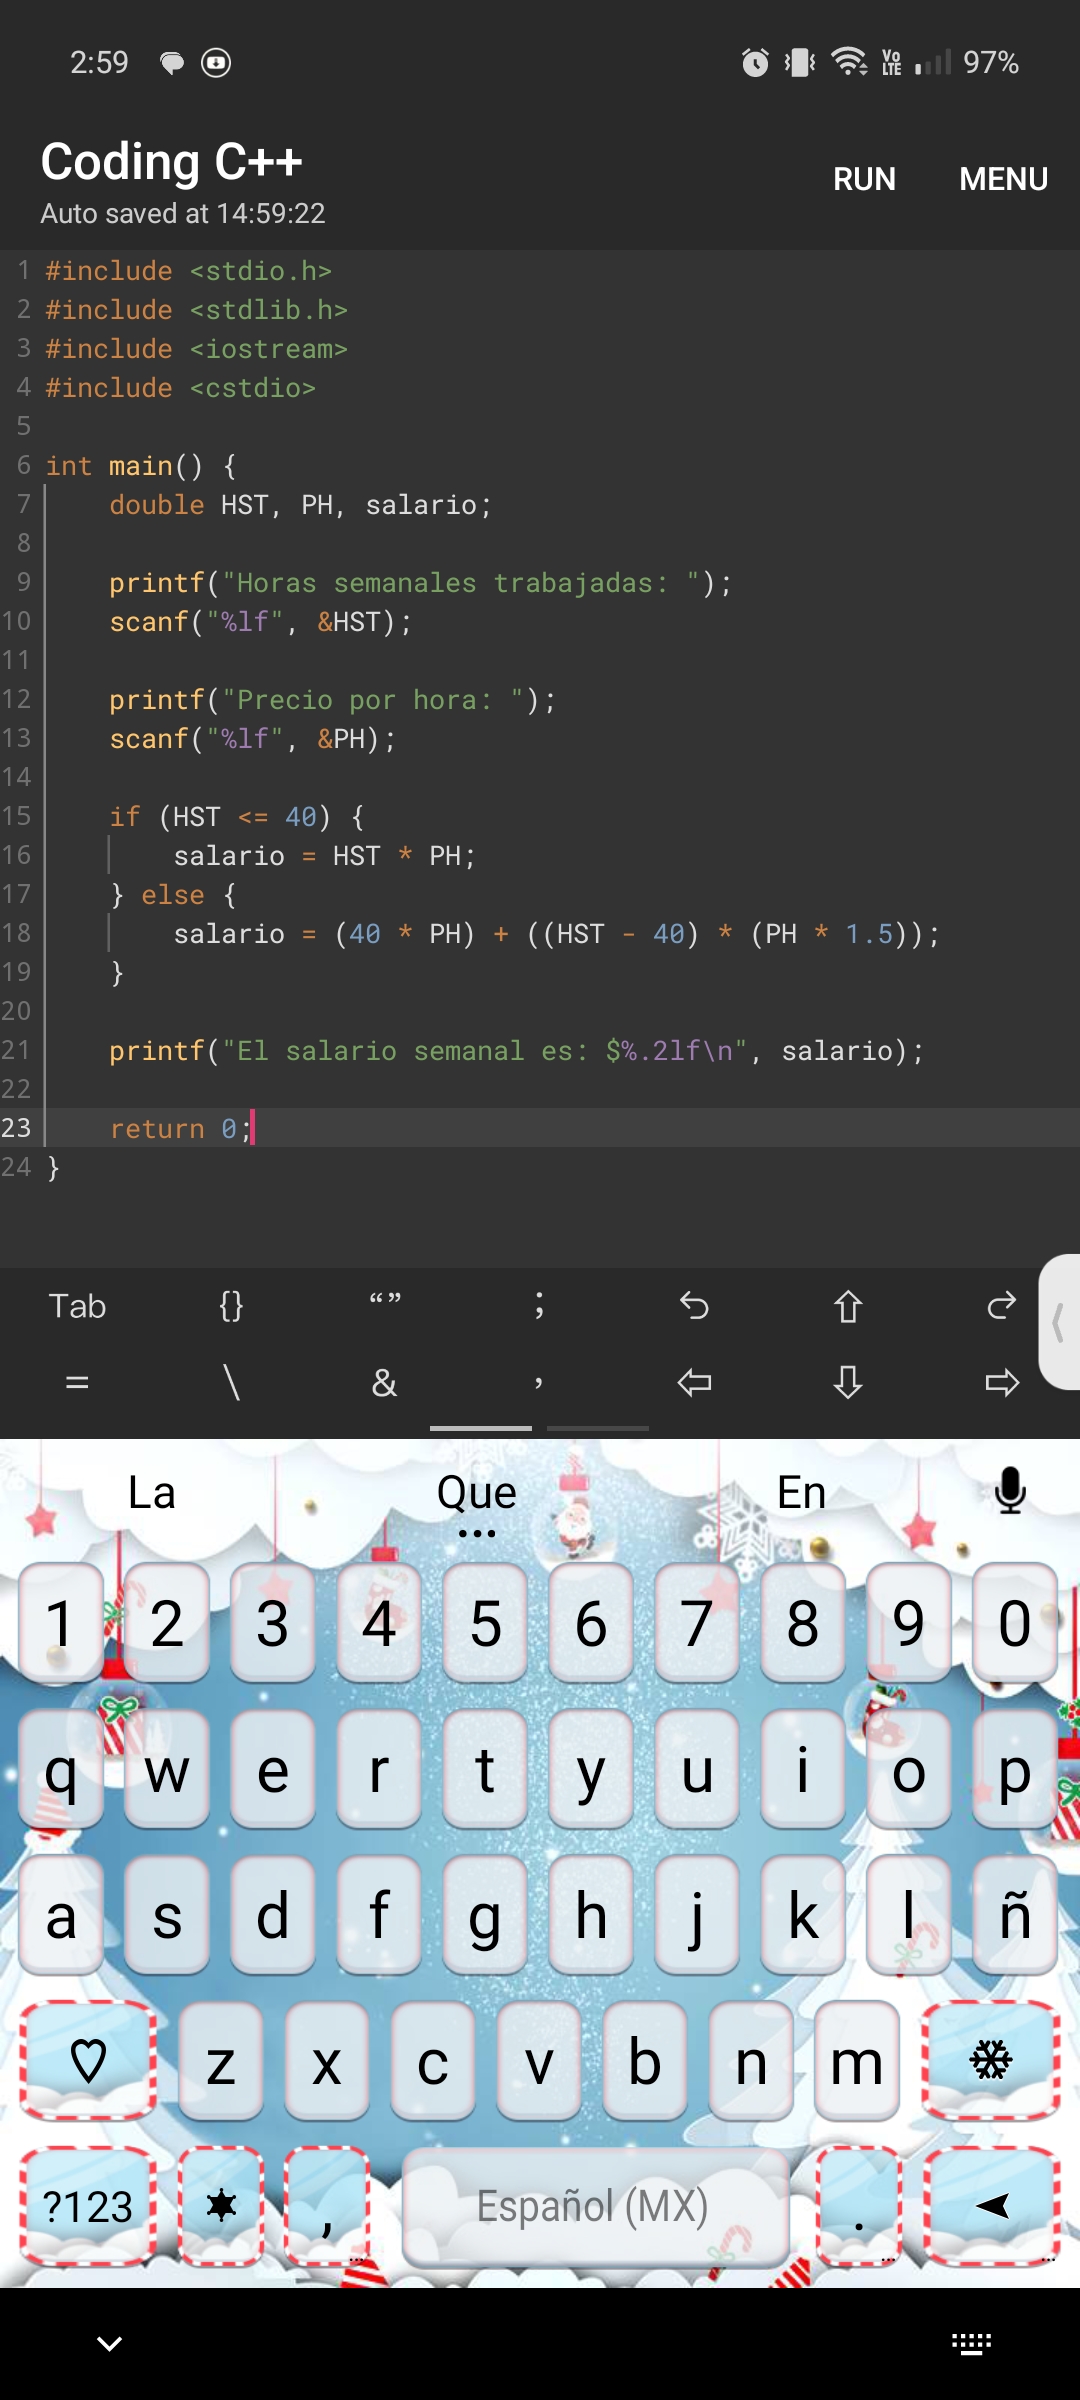 2:59 Vo LTE 97%
Coding C++
RUN MENU
Auto saved at 14:59:22
1 #include <stdio.h>
2 #include <stdlib.h>
3 #include <iostream>
4 #include <cstdio>
5
6 int main() {
7     double HST, PH, salario;
8
9     printf("Horas semanales trabajadas: ");
10     scanf("%lf", &HST);
11
12     printf("Precio por hora: ");
13     scanf("%lf", &PH);
14
15     if (HST <= 40) {
16         salario = HST * PH;
17     } else {
18         salario = (40 * PH) + ((HST - 40) * (PH * 1.5));
19     }
20
21     printf("El salario semanal es: $%.2lf\n", salario);
22
23     return 0;
24 }
Tab {} “” ;
= \ & ,
La Que En
1 2 3 4 5 6 7 8 9 0
q w e r t y u i o p
a s d f g h j k l ñ
z x c v b n m
?123 , Español (MX) .